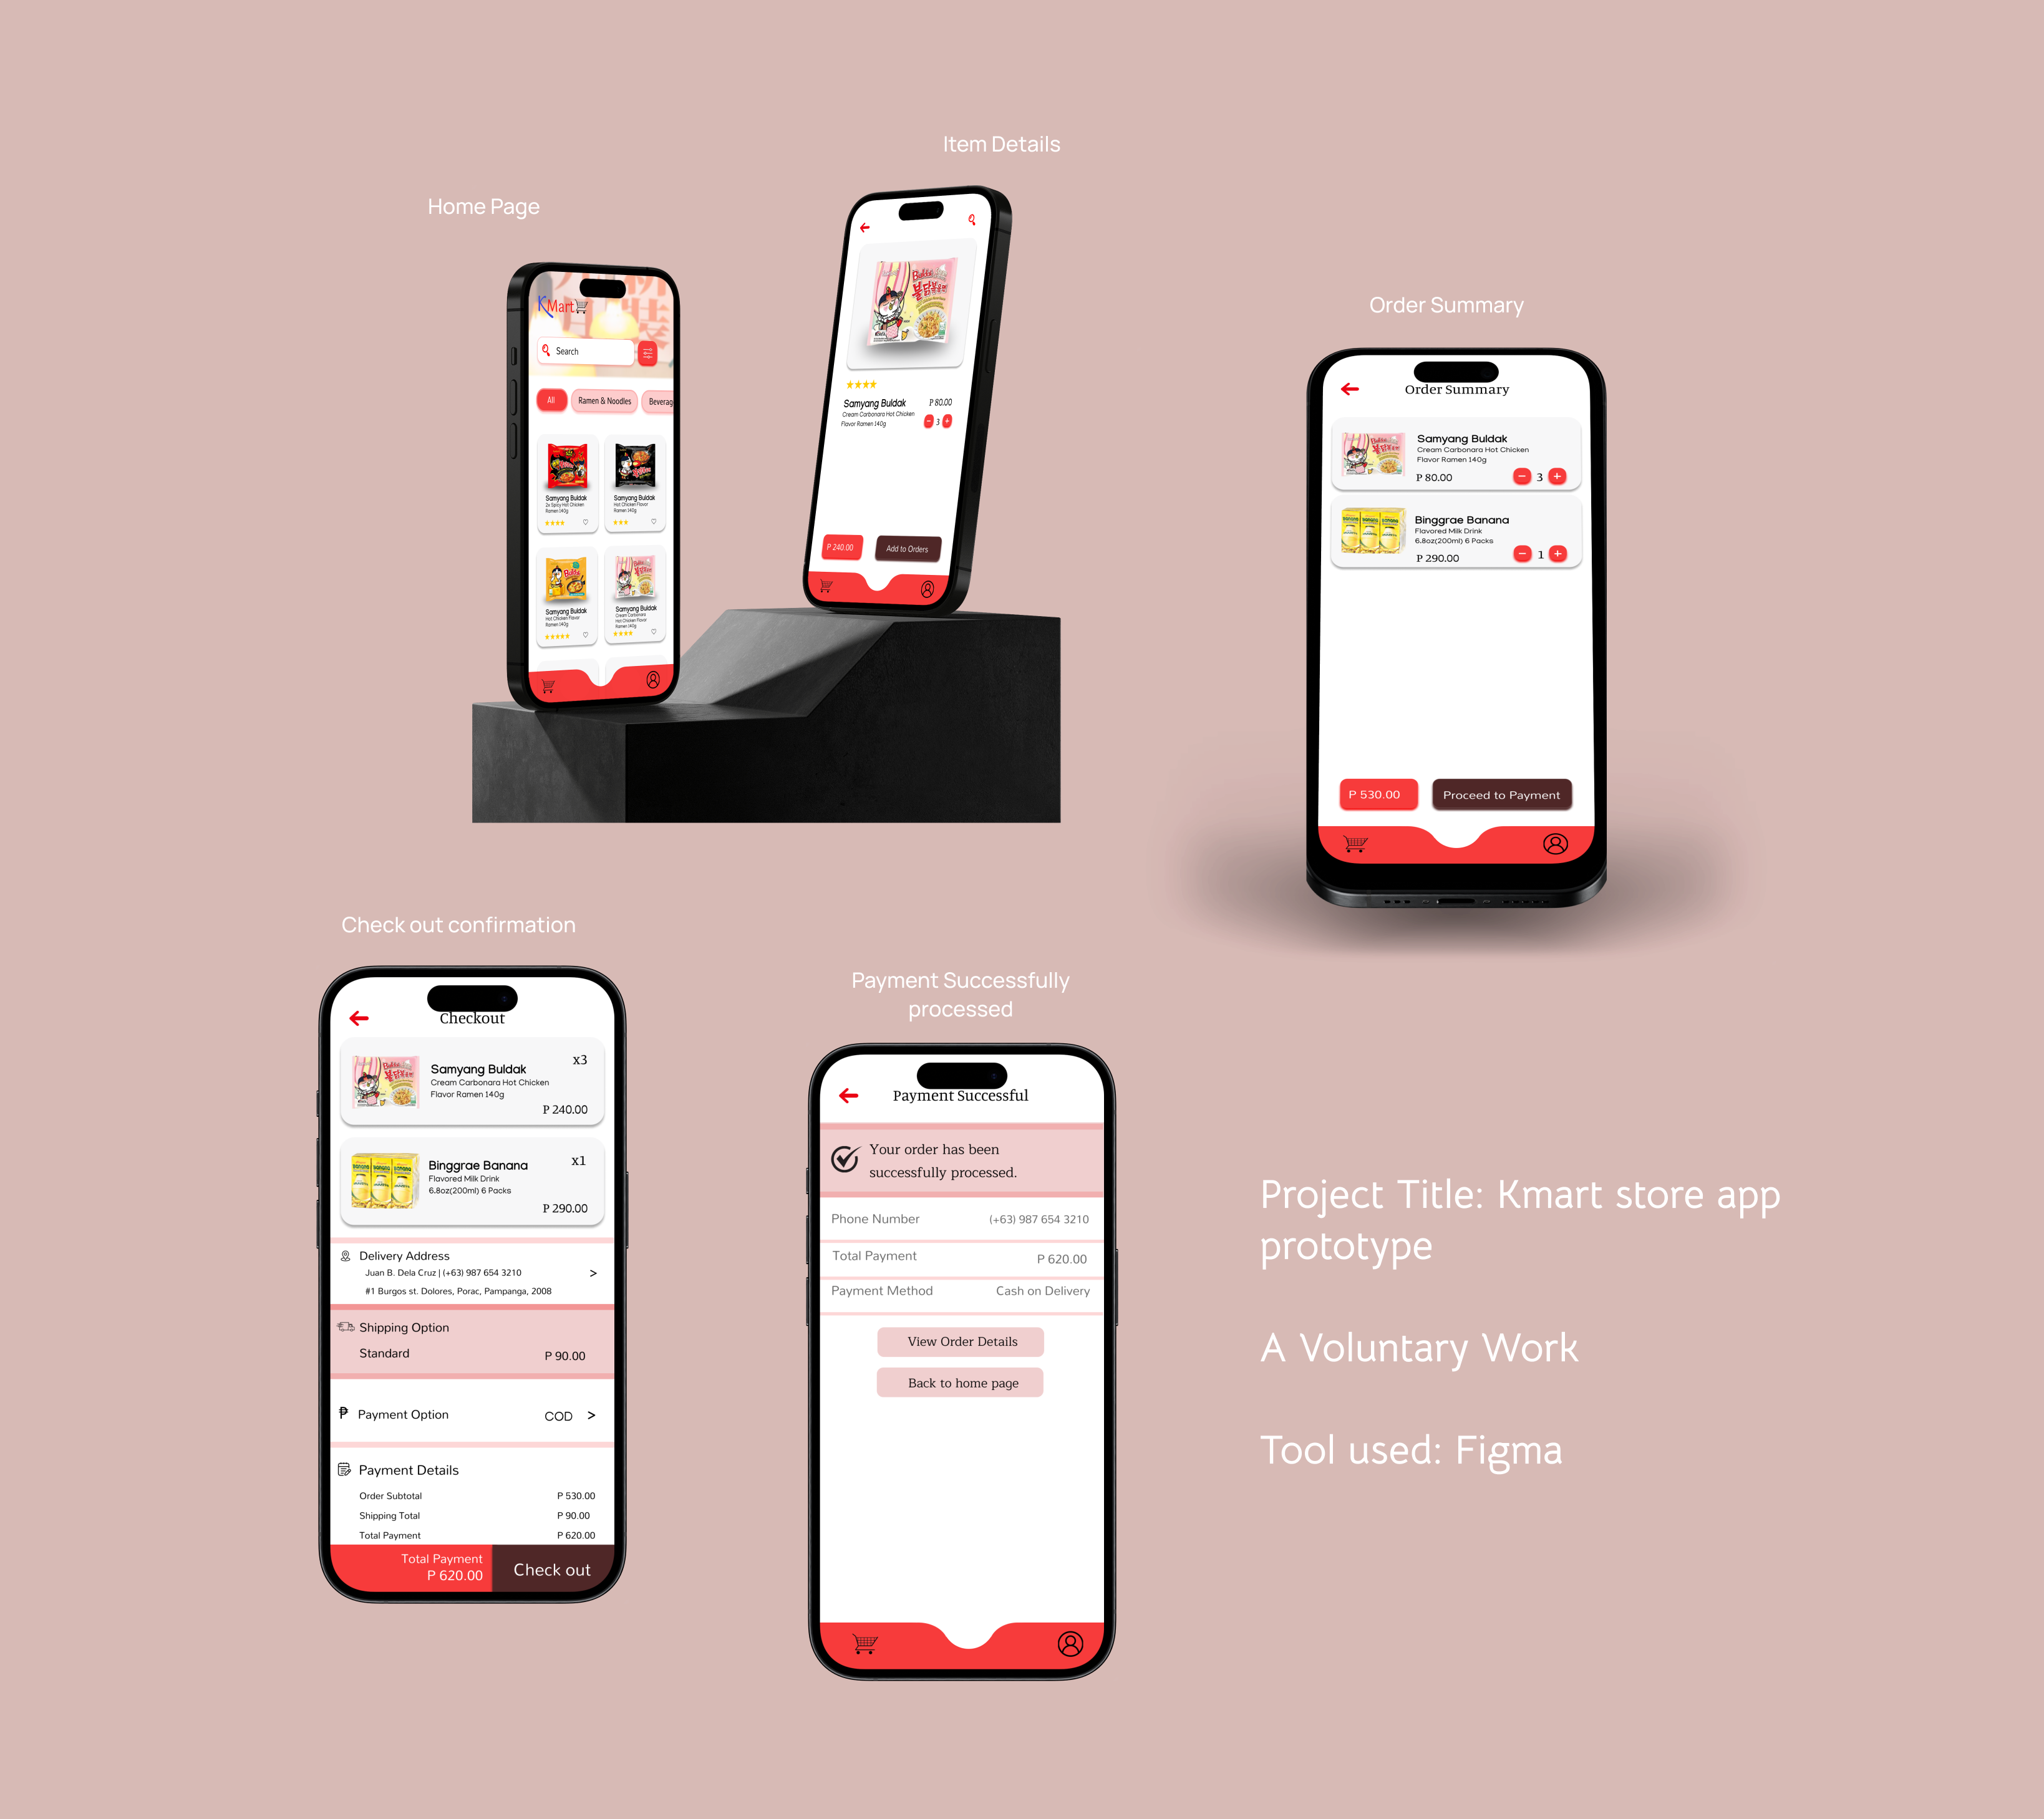 Item Details
Home Page
Order Summary
KMart
Search
All
Ramen & Noodles
Beverag
Samyang Buldak
2x Spicy Hot Chicken
Ramen 140g
Samyang Buldak
Hot Chicken Flavor
Ramen 140g
Samyang Buldak
Hot Chicken Flavor
Ramen 140g
Samyang Buldak
Cream Carbonara
Hot Chicken Flavor
Ramen 140g
Buldak
불닭볶음면
Samyang Buldak
P 80.00
Cream Carbonara Hot Chicken
Flavor Ramen 140g
3
P 240.00
Add to Orders
Order Summary
Samyang Buldak
Cream Carbonara Hot Chicken
Flavor Ramen 140g
P 80.00
3
Binggrae Banana
Flavored Milk Drink
6.8oz(200ml) 6 Packs
P 290.00
1
P 530.00
Proceed to Payment
Check out confirmation
Checkout
Samyang Buldak
x3
Cream Carbonara Hot Chicken
Flavor Ramen 140g
P 240.00
Binggrae Banana
x1
Flavored Milk Drink
6.8oz(200ml) 6 Packs
P 290.00
Delivery Address
Juan B. Dela Cruz | (+63) 987 654 3210
>
#1 Burgos st. Dolores, Porac, Pampanga, 2008
Shipping Option
Standard
P 90.00
₱ Payment Option
COD >
Payment Details
Order Subtotal
P 530.00
Shipping Total
P 90.00
Total Payment
P 620.00
Total Payment
P 620.00
Check out
Payment Successfully
processed
Payment Successful
Your order has been
successfully processed.
Phone Number
(+63) 987 654 3210
Total Payment
P 620.00
Payment Method
Cash on Delivery
View Order Details
Back to home page
Project Title: Kmart store app
prototype
A Voluntary Work
Tool used: Figma